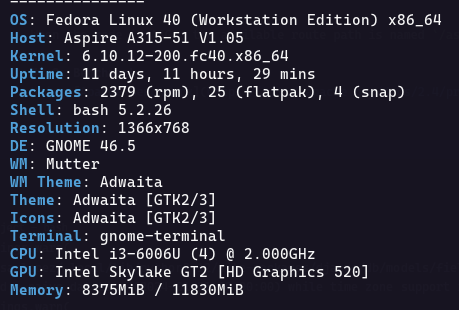 ---------------
OS: Fedora Linux 40 (Workstation Edition) x86_64
Host: Aspire A315-51 V1.05
Kernel: 6.10.12-200.fc40.x86_64
Uptime: 11 days, 11 hours, 29 mins
Packages: 2379 (rpm), 25 (flatpak), 4 (snap)
Shell: bash 5.2.26
Resolution: 1366x768
DE: GNOME 46.5
WM: Mutter
WM Theme: Adwaita
Theme: Adwaita [GTK2/3]
Icons: Adwaita [GTK2/3]
Terminal: gnome-terminal
CPU: Intel i3-6006U (4) @ 2.000GHz
GPU: Intel Skylake GT2 [HD Graphics 520]
Memory: 8375MiB / 11830MiB